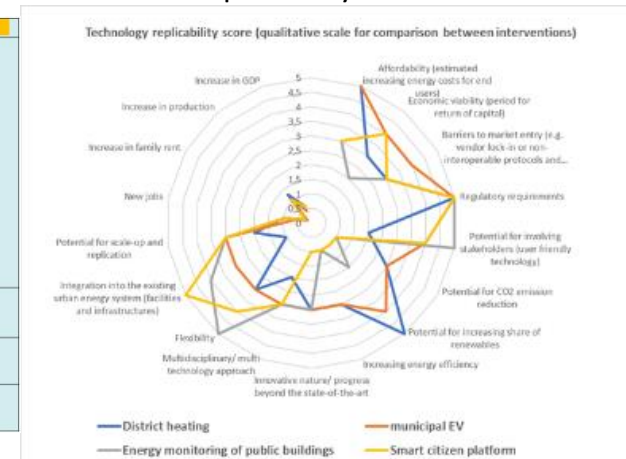 Technology replicability score (qualitative scale for comparison between interventions)
Affordability (estimated
increasing energy costs for end
users)
Economic viability (period for
return of capital)
Barriers to market entry (e.g.
vendor lock-in or non-
interoperable protocols and...
Regulatory requirements
Potential for involving
stakeholders (user friendly
technology)
Potential for CO2 emission
reduction
Potential for increasing share of
renewables
Increasing energy efficiency
Innovative nature/ progress
beyond the state-of-the-art
Multidisciplinary/ multi
technology approach
Flexibility
Integration into the existing
urban energy system (facilities
and infrastructures)
Potential for scale-up and
replication
New jobs
Increase in family rent
Increase in production
Increase in GDP
5
4,5
4
3,5
3
2,5
2
1,5
1
0,5
0
District heating
municipal EV
Energy monitoring of public buildings
Smart citizen platform